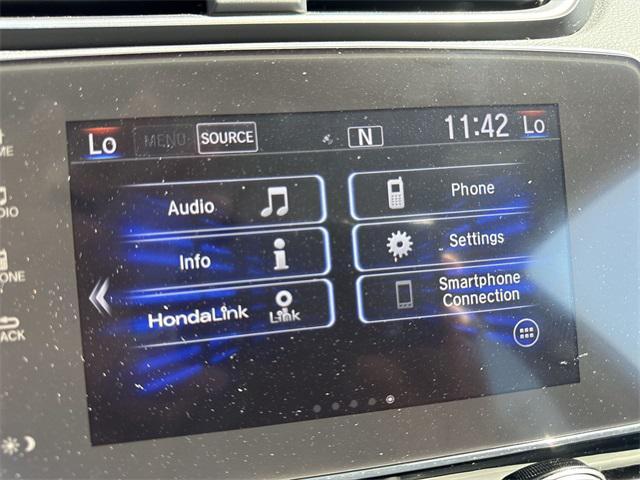 Lo MENU SOURCE N 11:42 Lo
Audio
Phone
Info
Settings
HondaLink Link
Smartphone
Connection